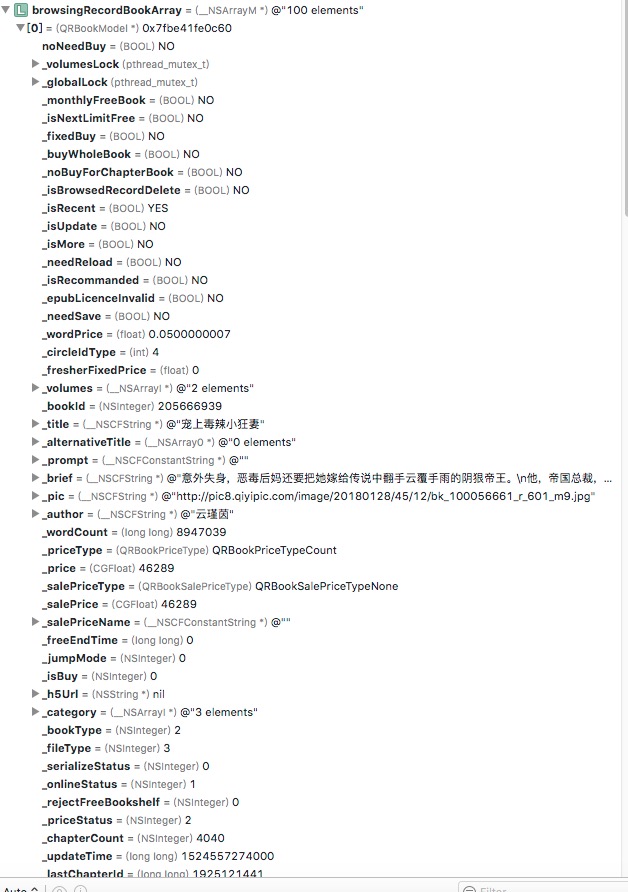 L browsingRecordBookArray = (__NSArrayM *) @"100 elements"
[0] = (QRBookModel *) 0x7fbe41fe0c60
noNeedBuy = (BOOL) NO
_volumesLock (pthread_mutex_t)
_globalLock (pthread_mutex_t)
_monthlyFreeBook = (BOOL) NO
_isNextLimitFree = (BOOL) NO
_fixedBuy = (BOOL) NO
_buyWholeBook = (BOOL) NO
_noBuyForChapterBook = (BOOL) NO
_isBrowsedRecordDelete = (BOOL) NO
_isRecent = (BOOL) YES
_isUpdate = (BOOL) NO
_isMore = (BOOL) NO
_needReload = (BOOL) NO
_isRecommanded = (BOOL) NO
_epubLicenceInvalid = (BOOL) NO
_needSave = (BOOL) NO
_wordPrice = (float) 0.0500000007
_circleIdType = (int) 4
_fresherFixedPrice = (float) 0
_volumes = (__NSArrayI *) @"2 elements"
_bookId = (NSInteger) 205666939
_title = (__NSCFString *) @"宠上毒辣小狂妻"
_alternativeTitle = (__NSArray0 *) @"0 elements"
_prompt = (__NSCFConstantString *) @""
_brief = (__NSCFString *) @"意外失身，恶毒后妈还要把她嫁给传说中翻手云覆手雨的阴狠帝王。\n他，帝国总裁，...
_pic = (__NSCFString *) @"http://pic8.qiyipic.com/image/20180128/45/12/bk_100056661_r_601_m9.jpg"
_author = (__NSCFString *) @"云瑾茵"
_wordCount = (long long) 8947039
_priceType = (QRBookPriceType) QRBookPriceTypeCount
_price = (CGFloat) 46289
_salePriceType = (QRBookSalePriceType) QRBookSalePriceTypeNone
_salePrice = (CGFloat) 46289
_salePriceName = (__NSCFConstantString *) @""
_freeEndTime = (long long) 0
_jumpMode = (NSInteger) 0
_isBuy = (NSInteger) 0
_h5Url = (NSString *) nil
_category = (__NSArrayI *) @"3 elements"
_bookType = (NSInteger) 2
_fileType = (NSInteger) 3
_serializeStatus = (NSInteger) 0
_onlineStatus = (NSInteger) 1
_rejectFreeBookshelf = (NSInteger) 0
_priceStatus = (NSInteger) 2
_chapterCount = (NSInteger) 4040
_updateTime = (long long) 1524557274000
_lastChapterId = (long long) 1925121441
Auto
Filter